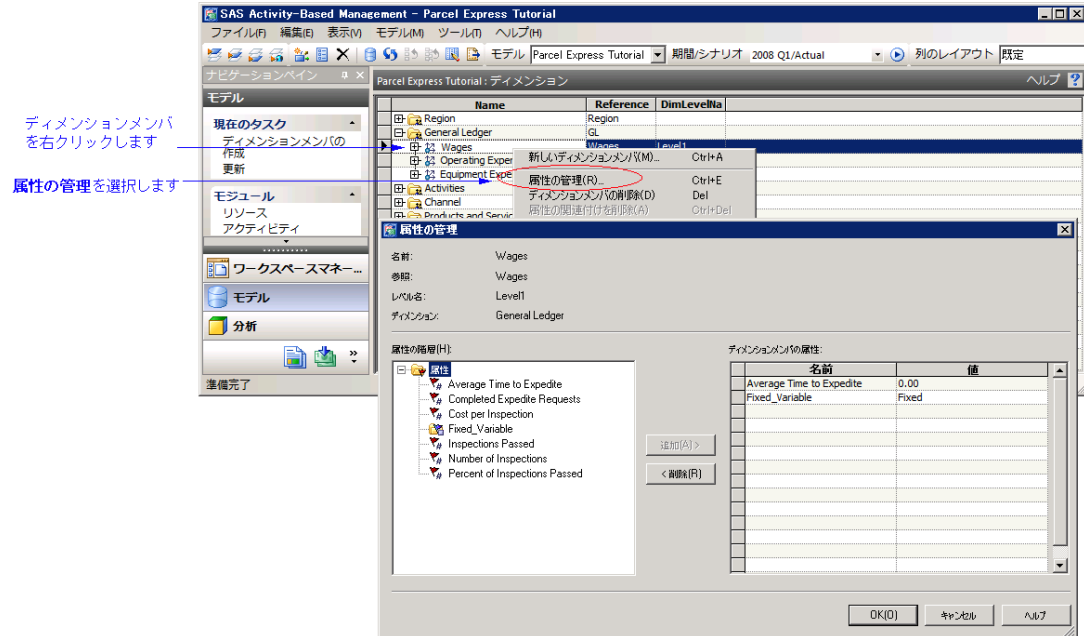 SAS Activity-Based Management - Parcel Express Tutorial
ファイル(F) 編集(E) 表示(V) モデル(M) ツール(T) ヘルプ(H)
モデル Parcel Express Tutorial 期間/シナリオ 2008 Q1/Actual 列のレイアウト 既定
ナビゲーションペイン
Parcel Express Tutorial : ディメンション ヘルプ
モデル
Name Reference DimLevelNa
現在のタスク
Region Region
General Ledger GL
ディメンションメンバの
作成
Wages Wages Level1
更新
Operating Exper
Equipment Expe
モジュール
Activities
リソース
Channel
アクティビティ
Products and Servic
ディメンションメンバ
を右クリックします
属性の管理を選択します
新しいディメンションメンバ(M)... Ctrl+A
属性の管理(R)... Ctrl+E
ディメンションメンバの削除(D) Del
属性の関連付けを削除(A) Ctrl+Del
ワークスペースマネー...
モデル
分析
準備完了
属性の管理
名前: Wages
参照: Wages
レベル名: Level1
ディメンション: General Ledger
属性の階層(H):
属性
Average Time to Expedite
Completed Expedite Requests
Cost per Inspection
Fixed_Variable
Inspections Passed
Number of Inspections
Percent of Inspections Passed
追加(A) >
< 削除(R)
ディメンションメンバの属性:
名前 値
Average Time to Expedite 0.00
Fixed_Variable Fixed
OK(O) キャンセル ヘルプ